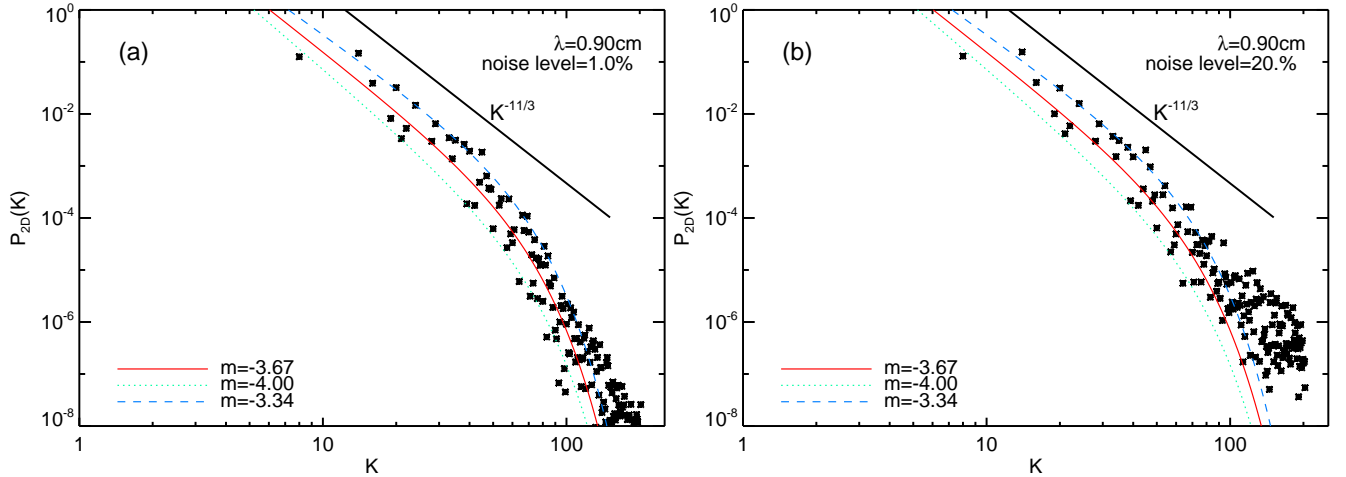 (a)
λ=0.90cm
noise level=1.0%
K^-11/3
P_2D(K)
10^0
10^-2
10^-4
10^-6
10^-8
m=-3.67
m=-4.00
m=-3.34
1 10 100
K
(b)
λ=0.90cm
noise level=20.%
K^-11/3
P_2D(K)
10^0
10^-2
10^-4
10^-6
10^-8
m=-3.67
m=-4.00
m=-3.34
1 10 100
K